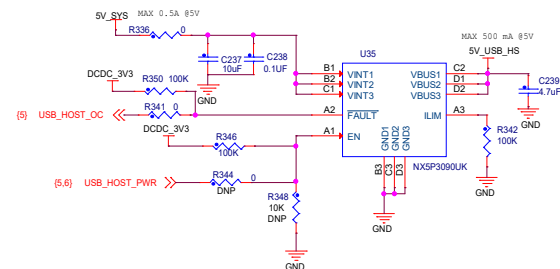 MAX 0.5A @5V
5V_SYS
R336
0
MAX 500 mA @5V
5V_USB_HS
C237
10uF
C238
0.1UF
GND
U35
B1
B2
C1
VINT1
VINT2
VINT3
VBUS1
VBUS2
VBUS3
C2
D1
D2
C239
4.7uF
GND
DCDC_3V3
R350 100K
{5} USB_HOST_OC
R341 0
A2
FAULT
ILIM
A3
DCDC_3V3
R346
100K
A1
EN
GND1
GND2
GND3
R342
100K
GND
NX5P3090UK
B3
C3
D3
{5,6} USB_HOST_PWR
R344 0
DNP
R348
10K
DNP
GND
GND